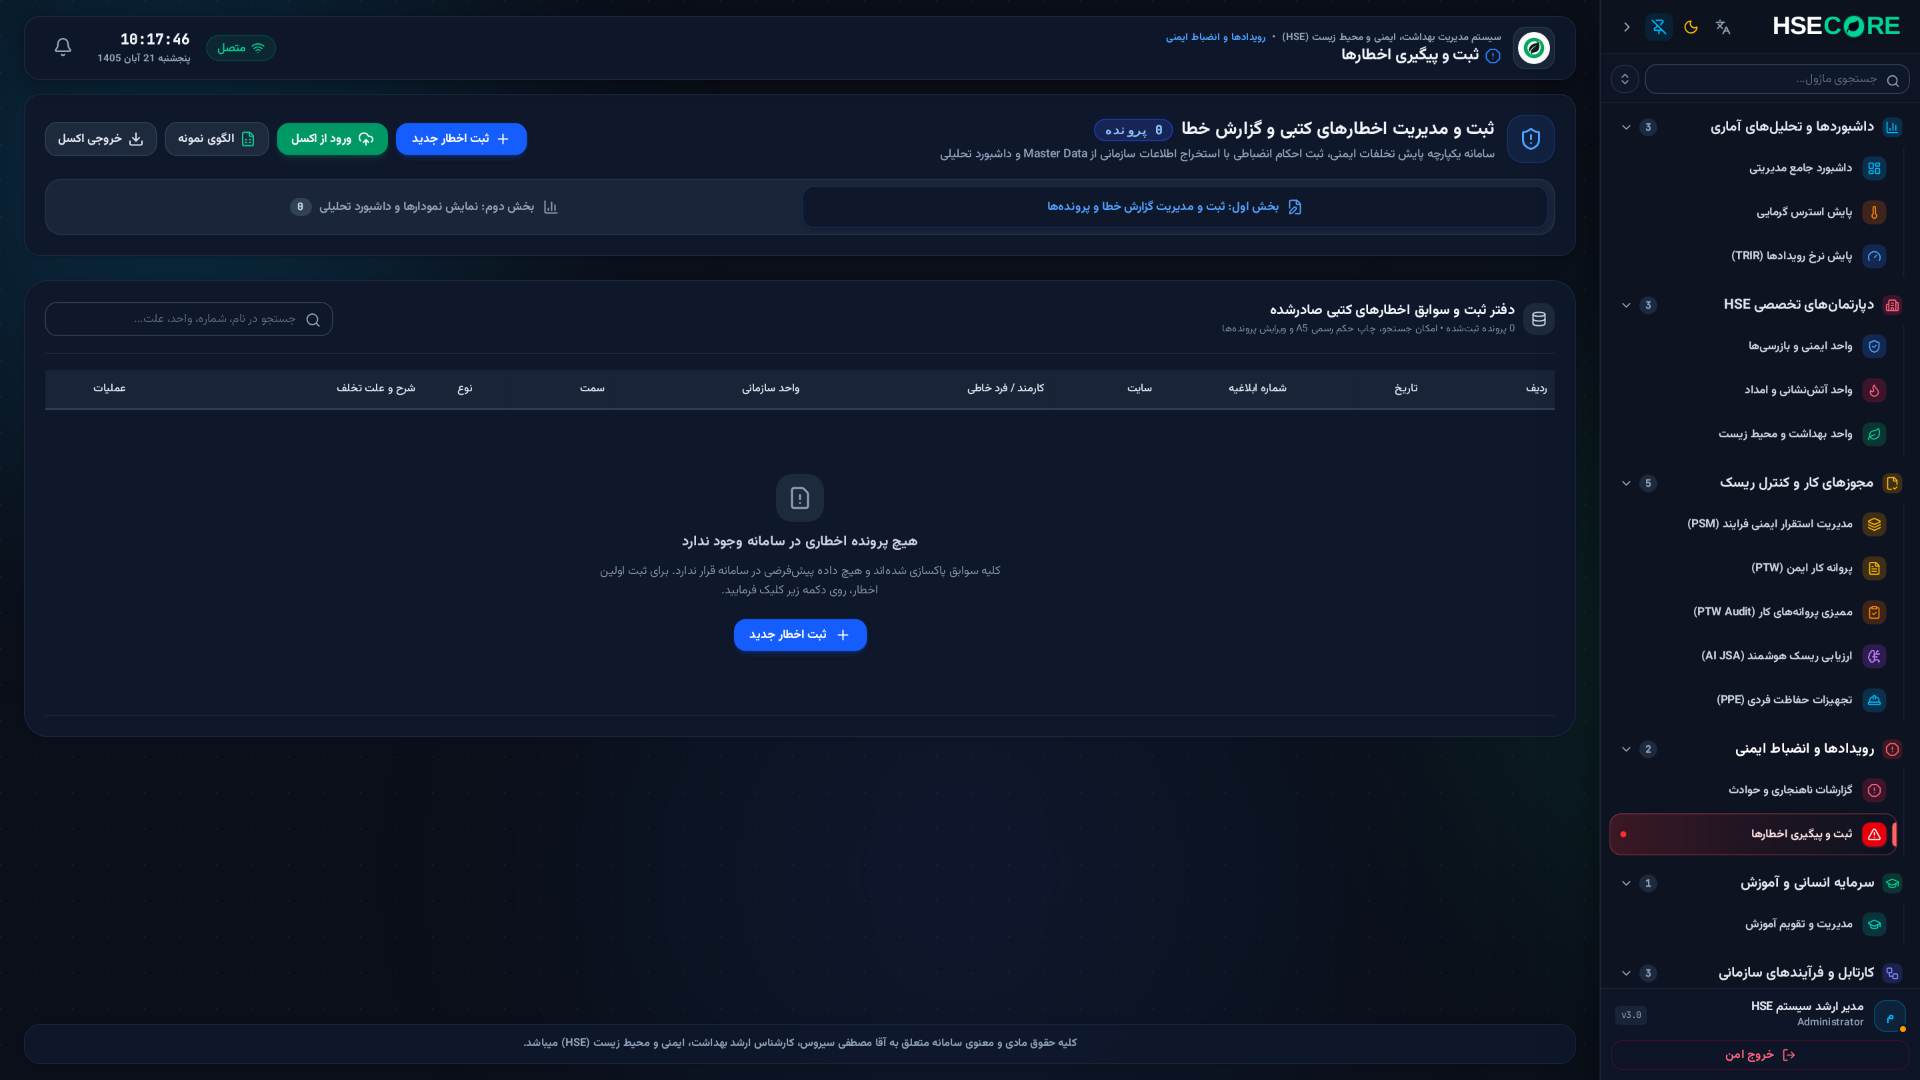 HSECORE
جستجوی ماژول...
داشبوردها و تحلیل‌های آماری 3
داشبورد جامع مدیریتی
پایش استرس گرمایی
پایش نرخ رویدادها (TRIR)
دپارتمان‌های تخصصی HSE 3
واحد ایمنی و بازرسی‌ها
واحد آتش‌نشانی و امداد
واحد بهداشت و محیط زیست
مجوزهای کار و کنترل ریسک 5
مدیریت استقرار ایمنی فرایند (PSM)
پروانه کار ایمن (PTW)
ممیزی پروانه‌های کار (PTW Audit)
ارزیابی ریسک هوشمند (AI JSA)
تجهیزات حفاظت فردی (PPE)
رویدادها و انضباط ایمنی 2
گزارشات ناهنجاری و حوادث
ثبت و پیگیری اخطارها
سرمایه انسانی و آموزش 1
مدیریت و تقویم آموزش
کارتابل و فرآیندهای سازمانی 3
م
مدیر ارشد سیستم HSE
Administrator
v3.0
خروج امن
سیستم مدیریت بهداشت، ایمنی و محیط زیست (HSE) • رویدادها و انضباط ایمنی
ثبت و پیگیری اخطارها
متصل
10:17:46
پنجشنبه 21 آبان 1405
ثبت و مدیریت اخطارهای کتبی و گزارش خطا 0 پرونده
سامانه یکپارچه پایش تخلفات ایمنی، ثبت احکام انضباطی با استخراج اطلاعات سازمانی از Master Data و داشبورد تحلیلی
ثبت اخطار جدید
ورود از اکسل
الگوی نمونه
خروجی اکسل
بخش اول: ثبت و مدیریت گزارش خطا و پرونده‌ها
بخش دوم: نمایش نمودارها و داشبورد تحلیلی 0
دفتر ثبت و سوابق اخطارهای کتبی صادرشده
0 پرونده ثبت‌شده • امکان جستجو، چاپ حکم رسمی A5 و ویرایش پرونده‌ها
جستجو در نام، شماره، واحد، علت...
ردیف تاریخ شماره ابلاغیه سایت کارمند / فرد خاطی واحد سازمانی سمت نوع شرح و علت تخلف عملیات
هیچ پرونده اخطاری در سامانه وجود ندارد
کلیه سوابق پاکسازی شده‌اند و هیچ داده پیش‌فرضی در سامانه قرار ندارد. برای ثبت اولین
اخطار، روی دکمه زیر کلیک فرمایید.
ثبت اخطار جدید
کلیه حقوق مادی و معنوی سامانه متعلق به آقا مصطفی سیروس، کارشناس ارشد بهداشت، ایمنی و محیط زیست (HSE) میباشد.